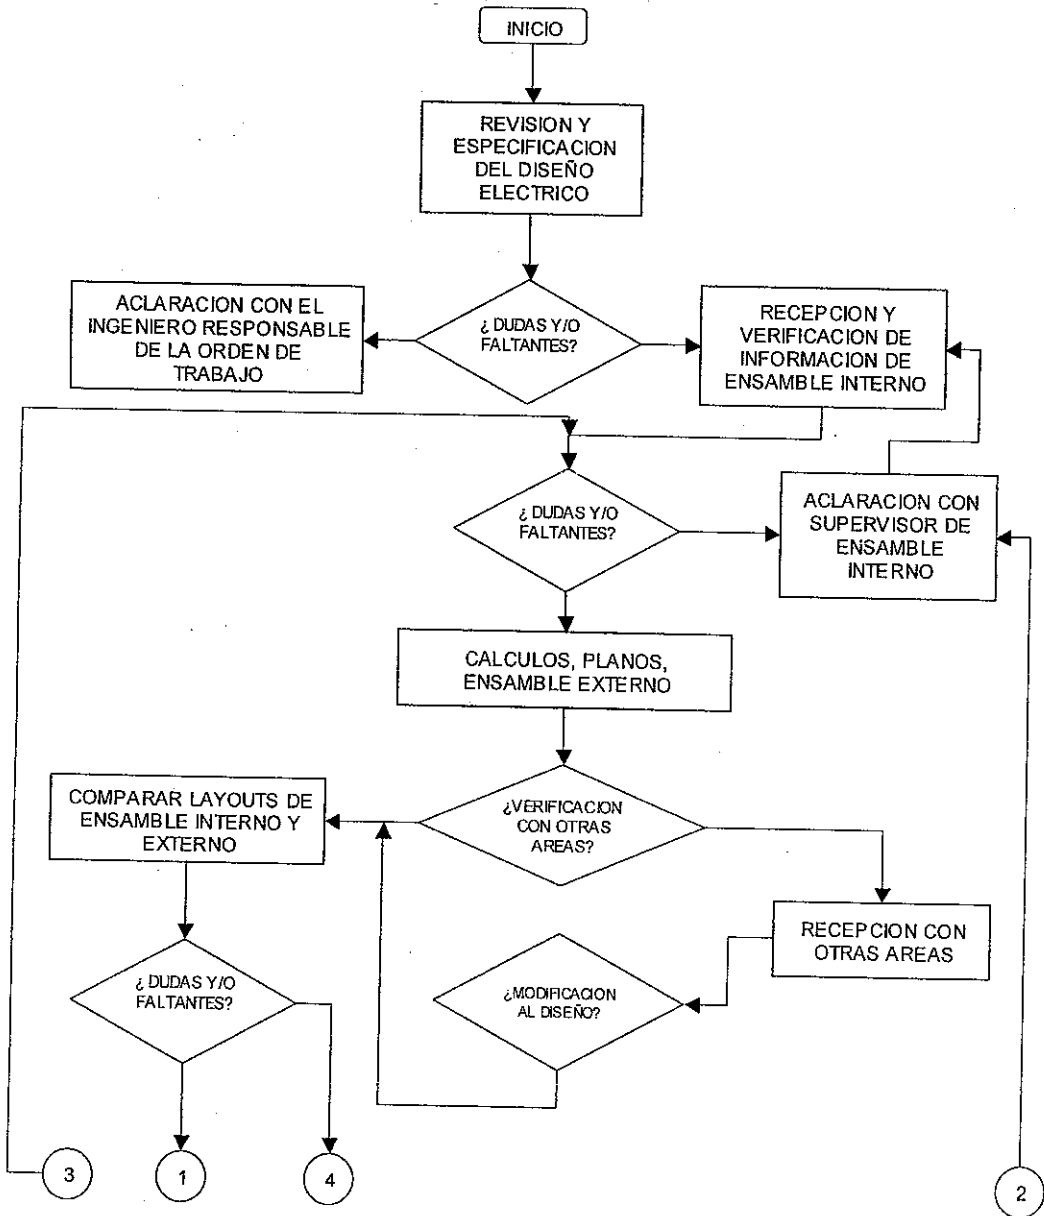 INICIO
REVISION Y
ESPECIFICACION
DEL DISEÑO
ELECTRICO
¿ DUDAS Y/O
FALTANTES?
ACLARACION CON EL
INGENIERO RESPONSABLE
DE LA ORDEN DE
TRABAJO
RECEPCION Y
VERIFICACION DE
INFORMACION DE
ENSAMBLE INTERNO
¿ DUDAS Y/O
FALTANTES?
ACLARACION CON
SUPERVISOR DE
ENSAMBLE
INTERNO
CALCULOS, PLANOS,
ENSAMBLE EXTERNO
¿VERIFICACION
CON OTRAS
AREAS?
COMPARAR LAYOUTS DE
ENSAMBLE INTERNO Y
EXTERNO
RECEPCION CON
OTRAS AREAS
¿MODIFICACION
AL DISEÑO?
¿ DUDAS Y/O
FALTANTES?
3
1
4
2